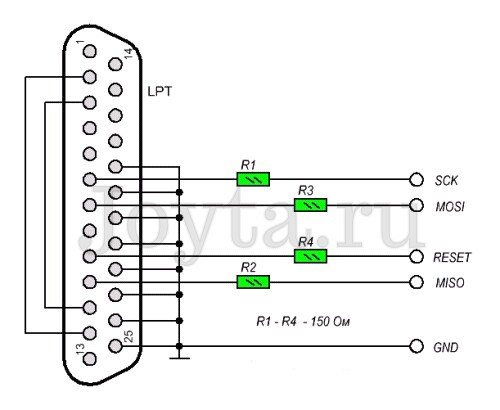 1
14
LPT
R1
SCK
R3
MOSI
R4
RESET
R2
MISO
R1 - R4 - 150 Ом
25
13
GND
Joyta.ru